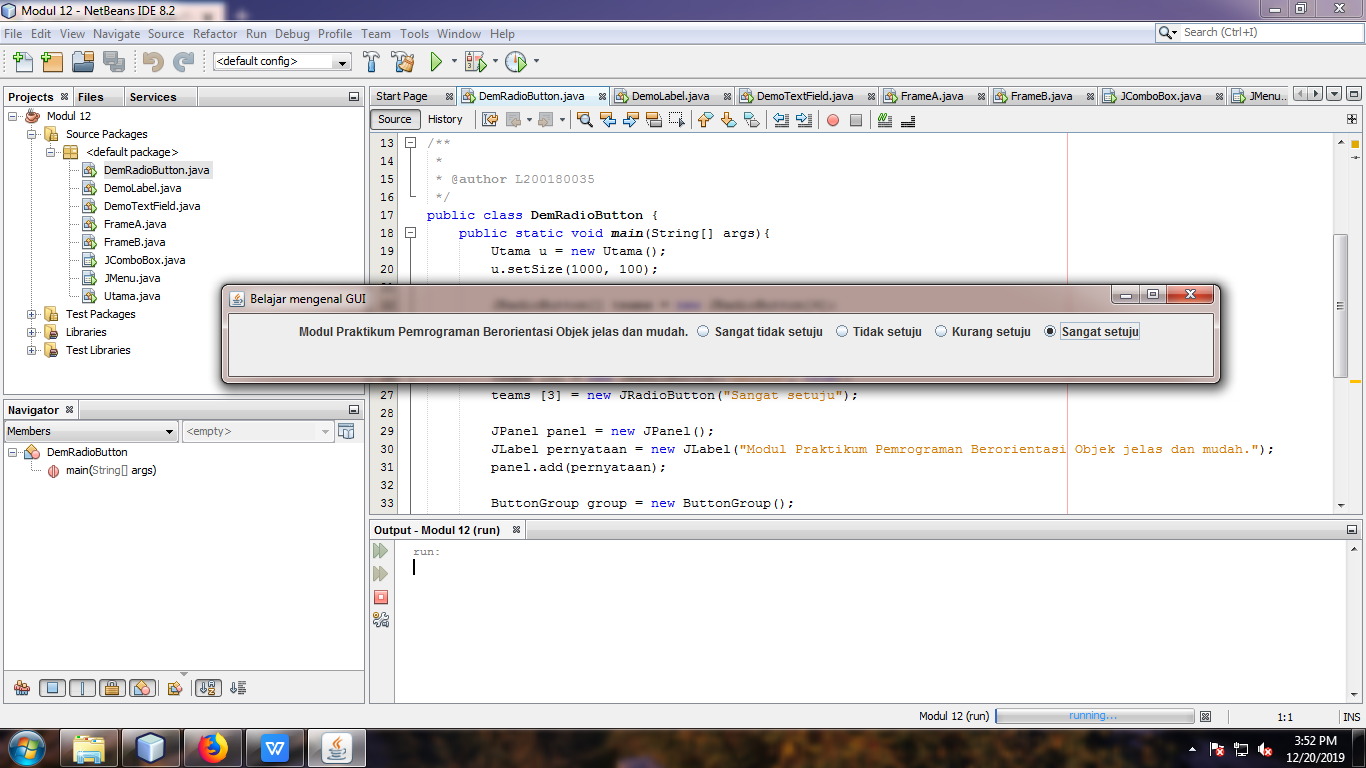 Modul 12 - NetBeans IDE 8.2
File Edit View Navigate Source Refactor Run Debug Profile Team Tools Window Help
Search (Ctrl+I)
<default config>
Projects Files Services
Modul 12
Source Packages
<default package>
DemRadioButton.java
DemoLabel.java
DemoTextField.java
FrameA.java
FrameB.java
JComboBox.java
JMenu.java
Utama.java
Test Packages
Libraries
Test Libraries
Navigator
Members <empty>
DemRadioButton
main(String[] args)
Start Page DemRadioButton.java DemoLabel.java DemoTextField.java FrameA.java FrameB.java JComboBox.java JMenu..
Source History
13 /**
14 *
15 * @author L200180035
16 */
17 public class DemRadioButton {
18 public static void main(String[] args){
19 Utama u = new Utama();
20 u.setSize(1000, 100);
Belajar mengenal GUI
Modul Praktikum Pemrograman Berorientasi Objek jelas dan mudah. Sangat tidak setuju Tidak setuju Kurang setuju Sangat setuju
27 teams [3] = new JRadioButton("Sangat setuju");
28
29 JPanel panel = new JPanel();
30 JLabel pernyataan = new JLabel("Modul Praktikum Pemrograman Berorientasi Objek jelas dan mudah.");
31 panel.add(pernyataan);
32
33 ButtonGroup group = new ButtonGroup();
Output - Modul 12 (run)
run:
Modul 12 (run) running... 1:1 INS
3:52 PM
12/20/2019